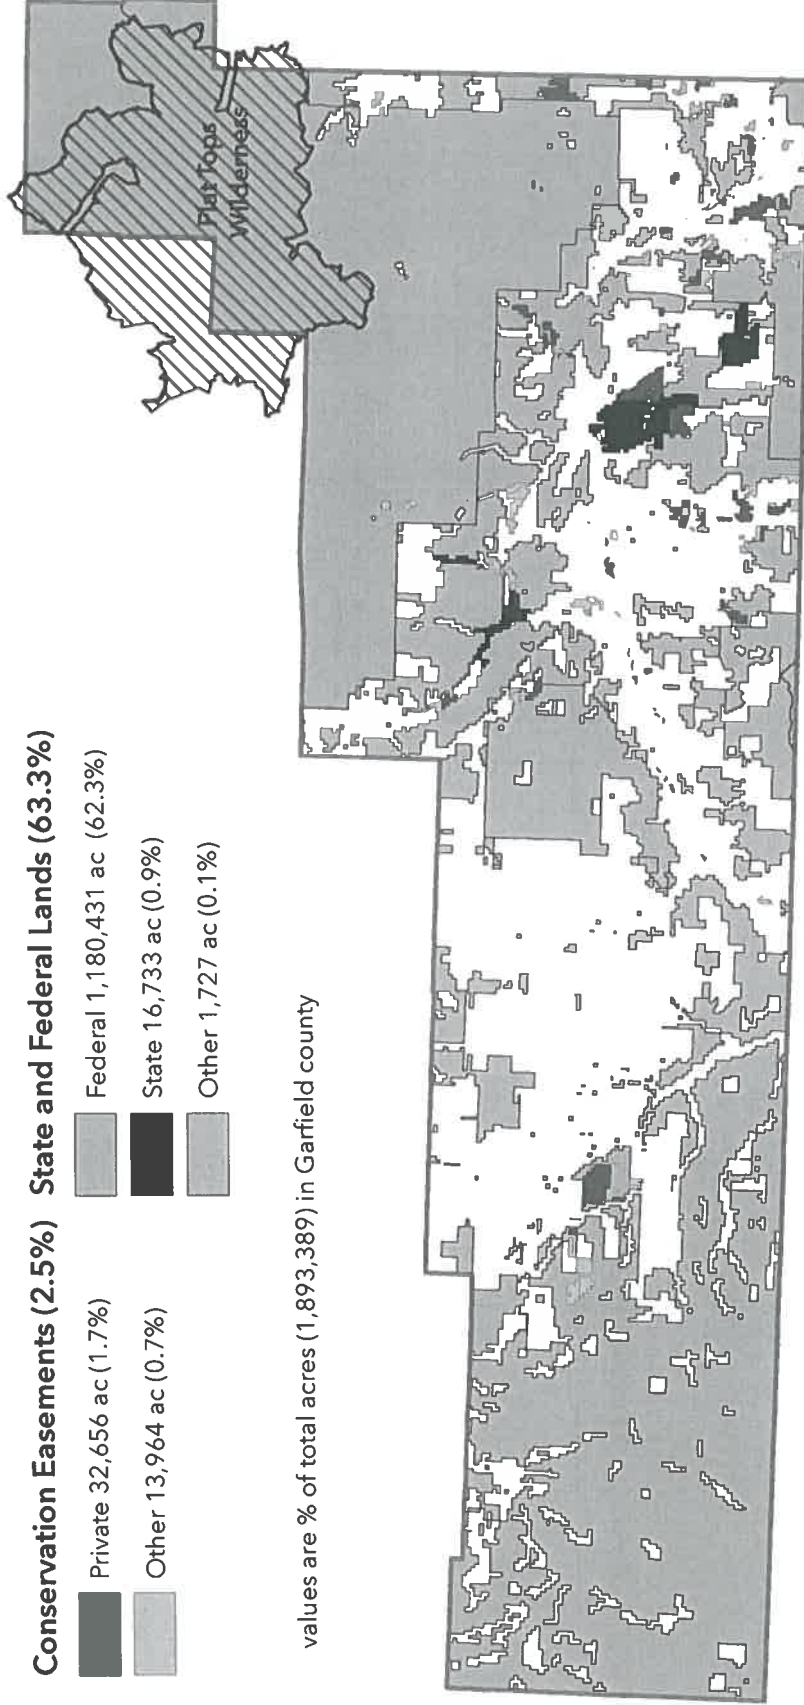 Conservation Easements (2.5%)
Private 32,656 ac (1.7%)
Other 13,964 ac (0.7%)
State and Federal Lands (63.3%)
Federal 1,180,431 ac (62.3%)
State 16,733 ac (0.9%)
Other 1,727 ac (0.1%)
values are % of total acres (1,893,389) in Garfield county
Flat Tops
Wilderness